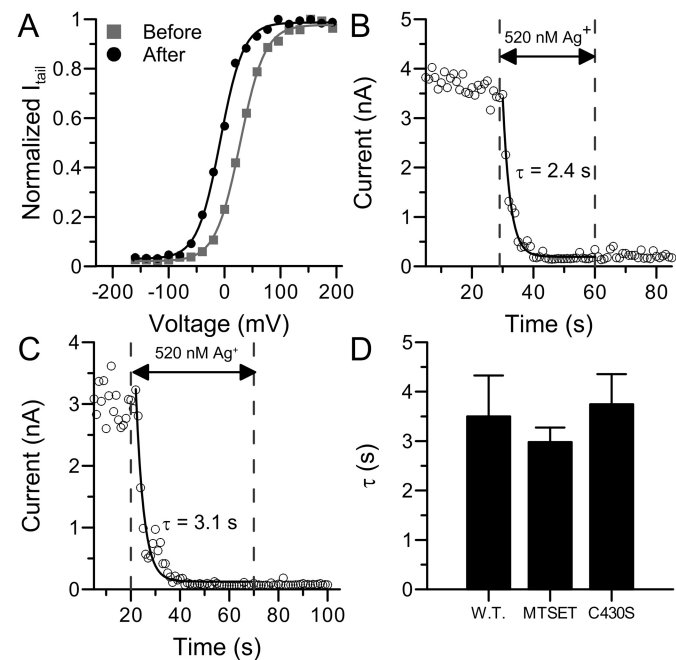 A
Before
After
Normalized Itail
1
0.8
0.6
0.4
0.2
0
-200 -100 0 100 200
Voltage (mV)
B
520 nM Ag+
Current (nA)
5
4
3
2
1
0
τ = 2.4 s
20 40 60 80
Time (s)
C
520 nM Ag+
Current (nA)
4
3
2
1
0
τ = 3.1 s
20 40 60 80 100
Time (s)
D
τ (s)
5
4
3
2
1
0
W.T. MTSET C430S